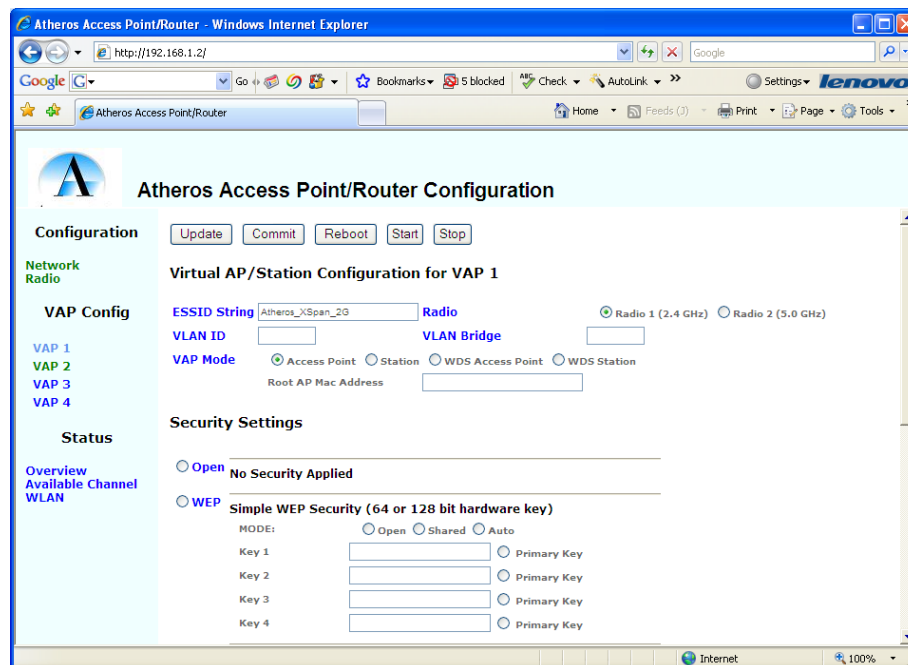 Atheros Access Point/Router - Windows Internet Explorer
http://192.168.1.2/
Google
Google G Go Bookmarks 5 blocked ABC Check AutoLink » Settings lenovo
Atheros Access Point/Router Home Feeds (J) Print Page Tools
A Atheros Access Point/Router Configuration
Configuration
Network
Radio
VAP Config
VAP 1
VAP 2
VAP 3
VAP 4
Status
Overview
Available Channel
WLAN
Update Commit Reboot Start Stop
Virtual AP/Station Configuration for VAP 1
ESSID String Atheros_XSpan_2G Radio Radio 1 (2.4 GHz) Radio 2 (5.0 GHz)
VLAN ID VLAN Bridge
VAP Mode Access Point Station WDS Access Point WDS Station
Root AP Mac Address
Security Settings
Open No Security Applied
WEP Simple WEP Security (64 or 128 bit hardware key)
MODE: Open Shared Auto
Key 1 Primary Key
Key 2 Primary Key
Key 3 Primary Key
Key 4 Primary Key
Internet 100%